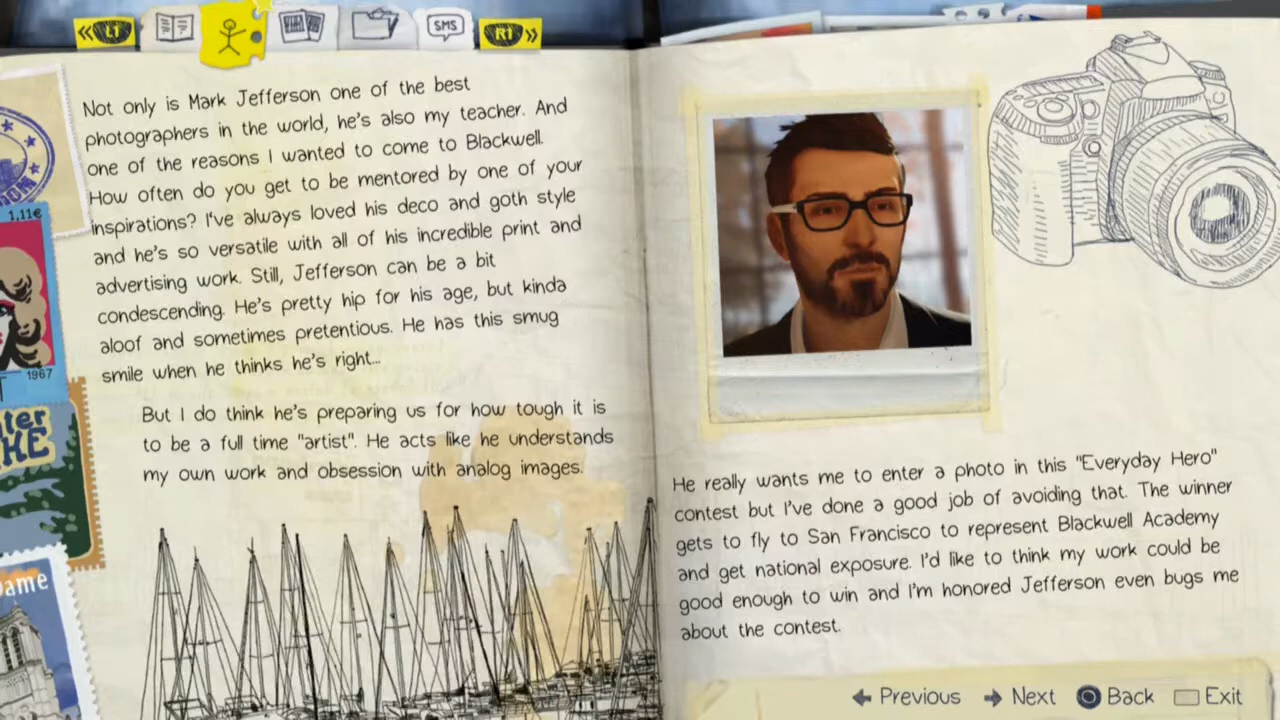 L1
SMS
R1
Not only is Mark Jefferson one of the best
photographers in the world, he's also my teacher. And
one of the reasons I wanted to come to Blackwell.
How often do you get to be mentored by one of your
inspirations? I've always loved his deco and goth style
and he's so versatile with all of his incredible print and
advertising work. Still, Jefferson can be a bit
condescending. He's pretty hip for his age, but kinda
aloof and sometimes pretentious. He has this smug
smile when he thinks he's right...
But I do think he's preparing us for how tough it is
to be a full time "artist". He acts like he understands
my own work and obsession with analog images.
1,11€
1967
He really wants me to enter a photo in this "Everyday Hero"
contest but I've done a good job of avoiding that. The winner
gets to fly to San Francisco to represent Blackwell Academy
and get national exposure. I'd like to think my work could be
good enough to win and I'm honored Jefferson even bugs me
about the contest.
Previous
Next
Back
Exit